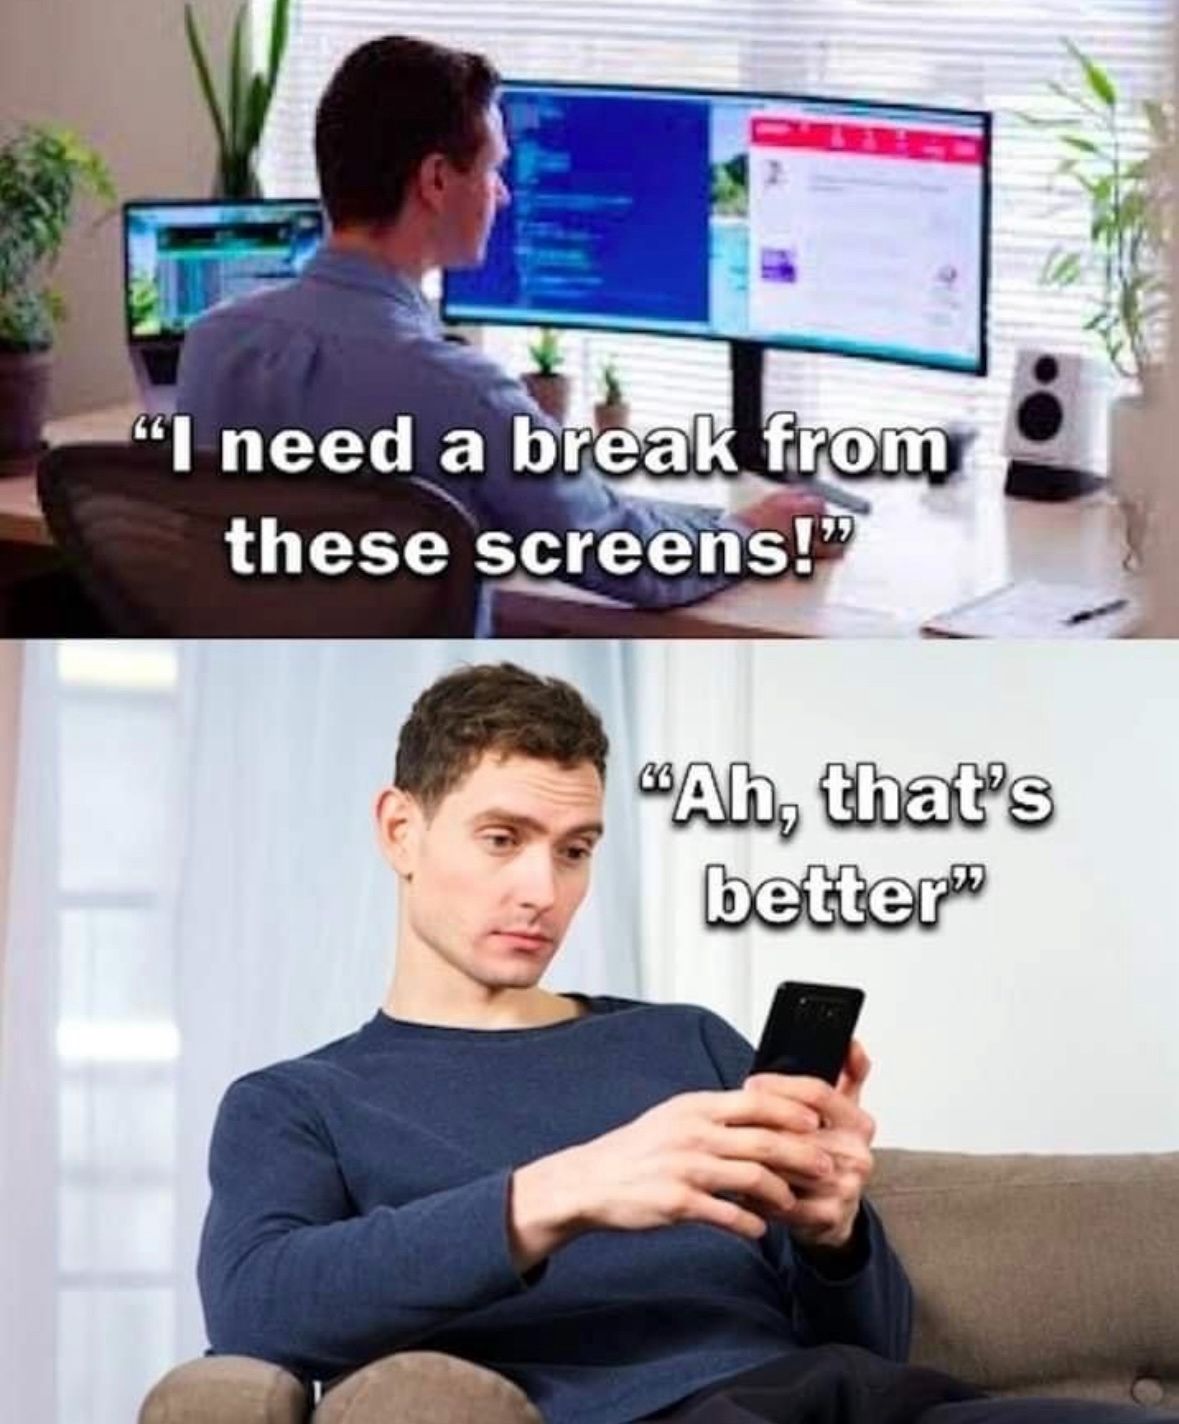 “I need a break from
these screens!”
“Ah, that’s
better”